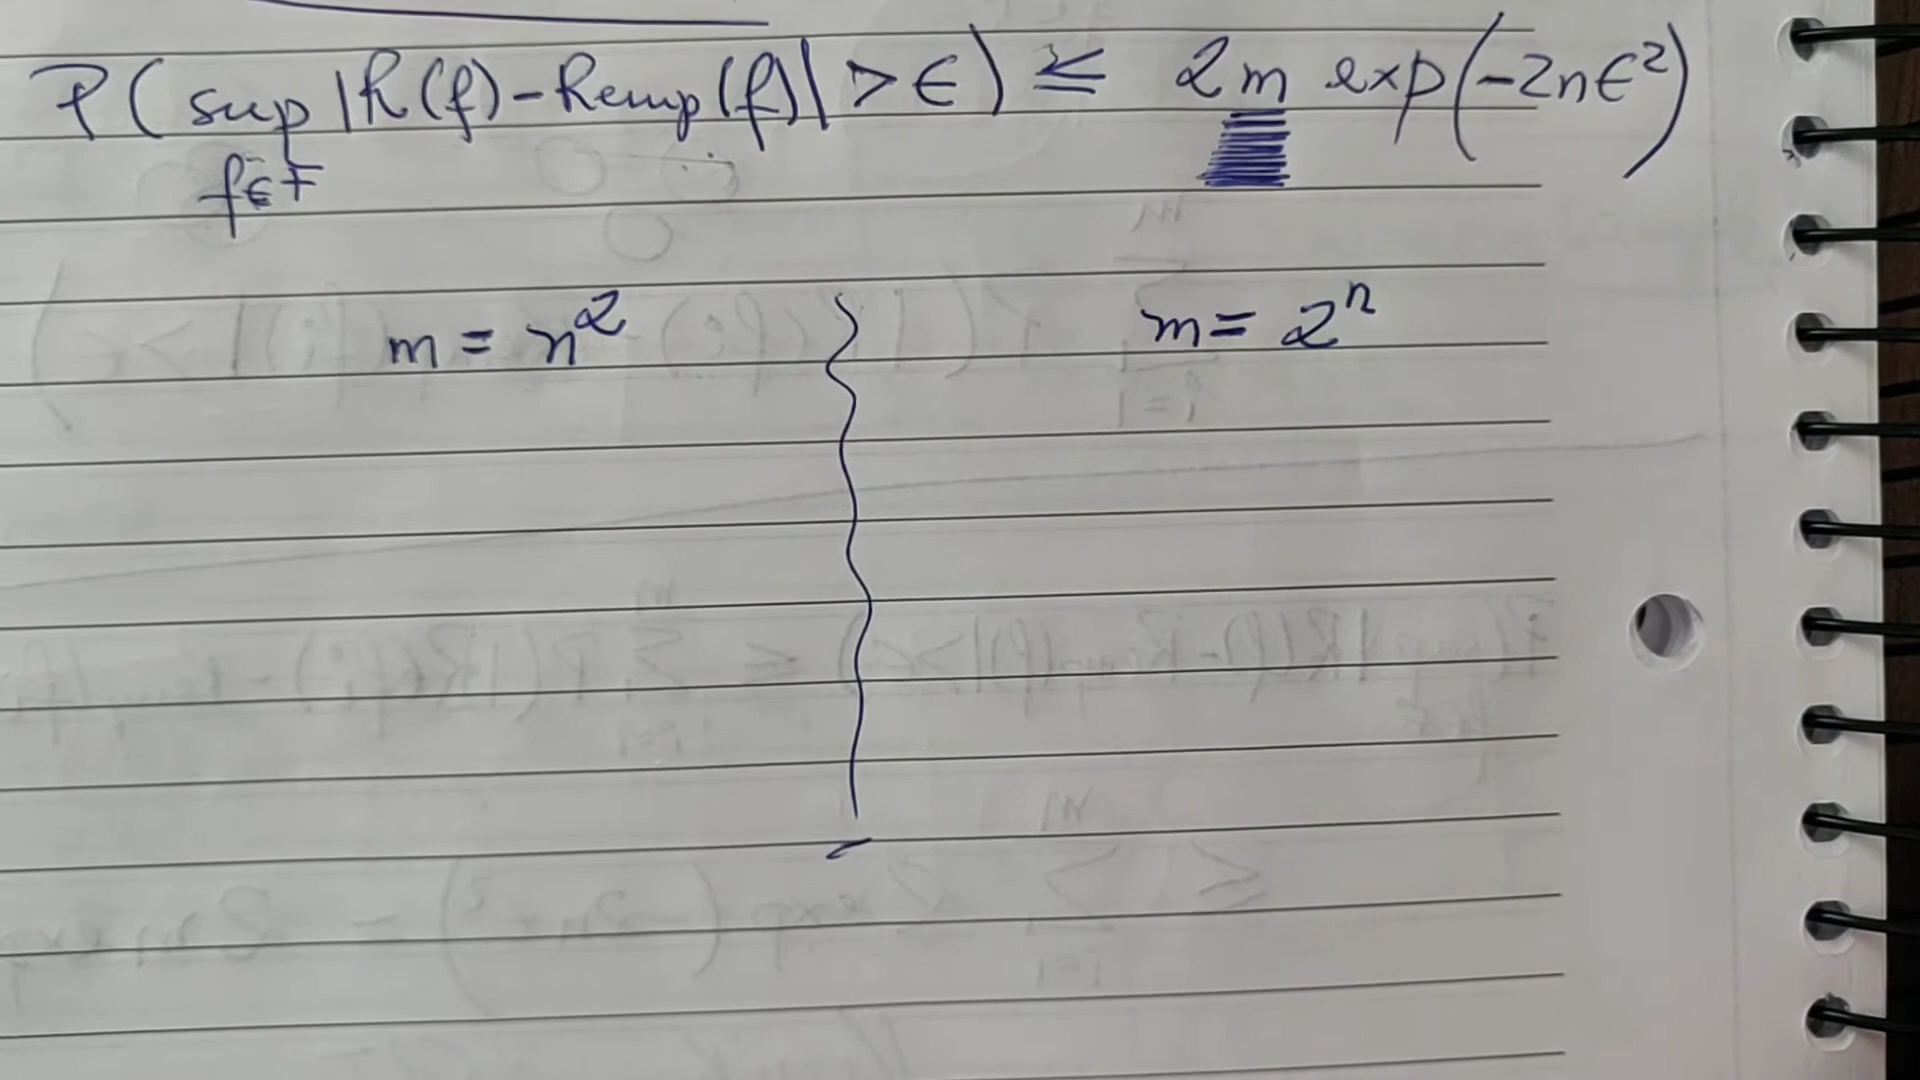 P( sup |R(f)-Remp(f)| > ϵ) ≤ 2m exp(-2nϵ²)
f∈F
m = n²
m = 2ⁿ